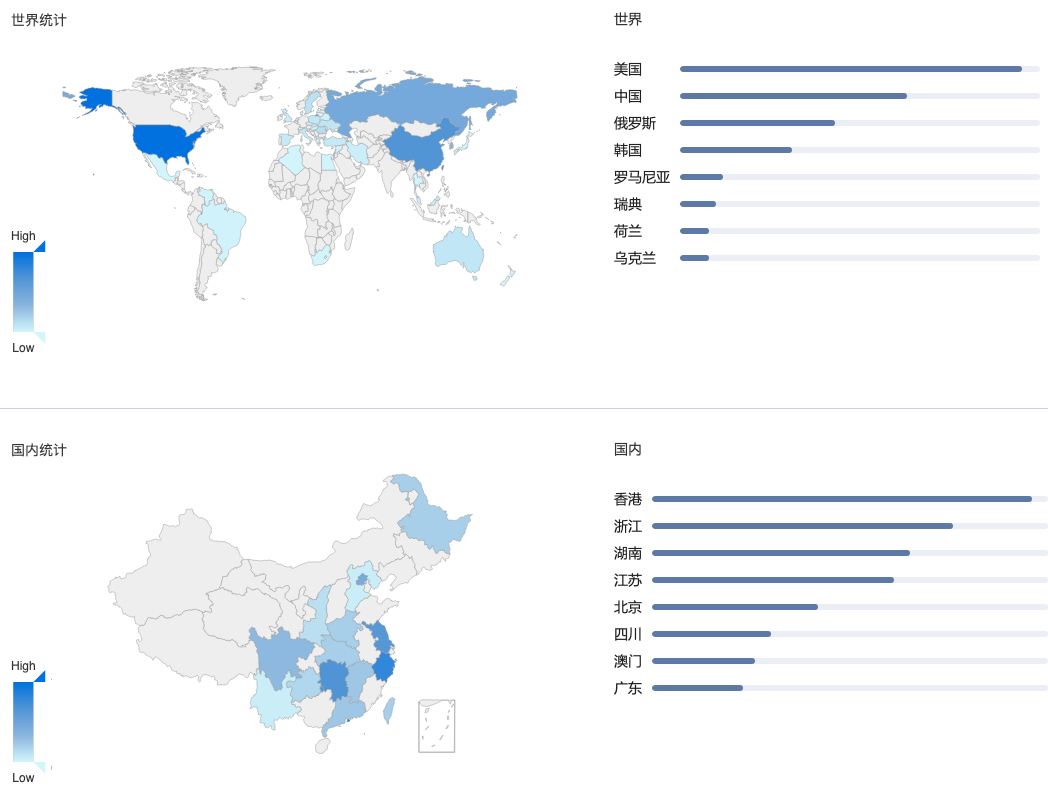 世界统计
世界
美国
中国
俄罗斯
韩国
罗马尼亚
瑞典
荷兰
乌克兰
High
Low
国内统计
国内
香港
浙江
湖南
江苏
北京
四川
澳门
广东
High
Low